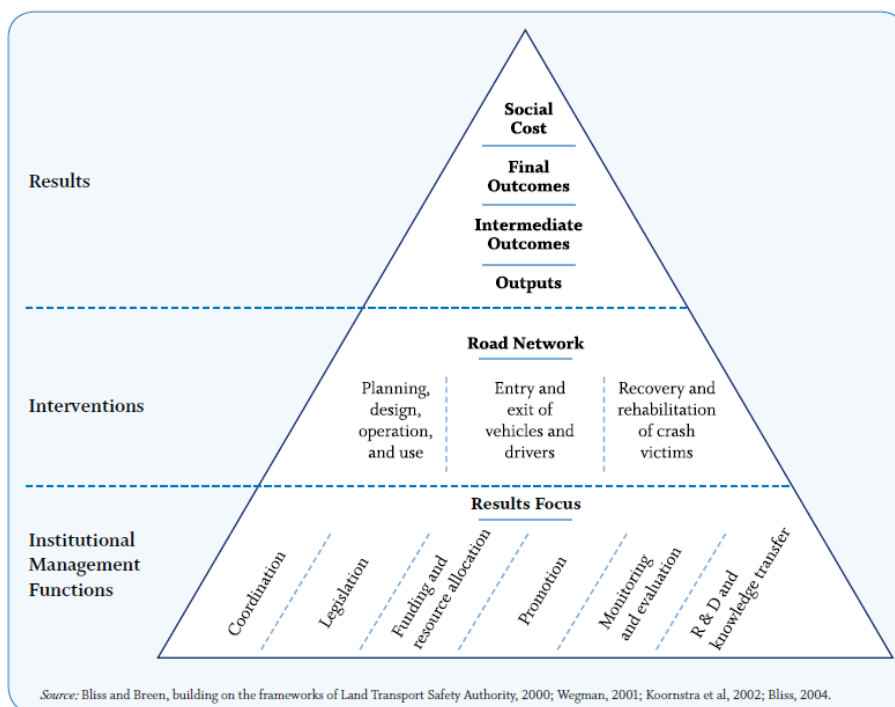 Social
Cost
Final
Outcomes
Intermediate
Outcomes
Outputs
Results
Road Network
Planning,
design,
operation,
and use
Entry and
exit of
vehicles and
drivers
Recovery and
rehabilitation
of crash
victims
Interventions
Results Focus
Institutional
Management
Functions
Coordination
Legislation
Funding and
resource allocation
Promotion
Monitoring
and evaluation
R & D and
knowledge transfer
Source: Bliss and Breen, building on the frameworks of Land Transport Safety Authority, 2000; Wegman, 2001; Koornstra et al, 2002; Bliss, 2004.